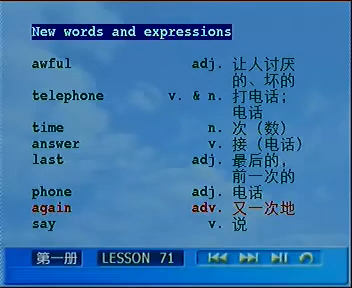 New words and expressions
awful adj. 让人讨厌
的、坏的
telephone v. & n. 打电话;
电话
time n. 次（数）
answer v. 接（电话）
last adj. 最后的,
前一次的
phone adj. 电话
again adv. 又一次地
say v. 说
第一册 LESSON 71